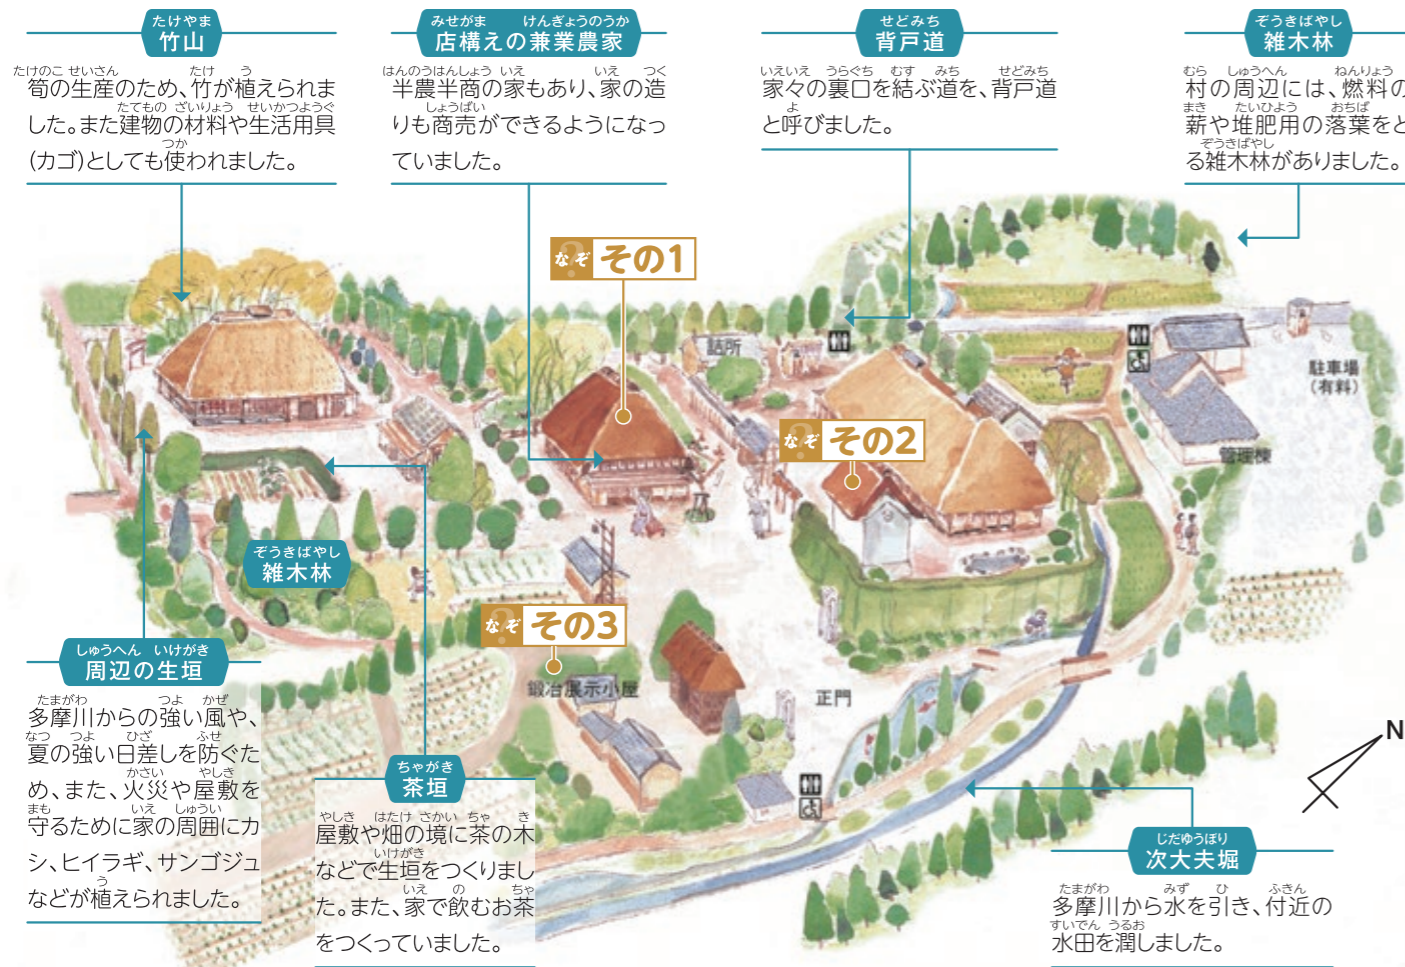 たけやま
竹山
たけのこ せいさん たけ う
筍の生産のため、竹が植えられま
たてもの ざいりょう せいかつようぐ
した。また建物の材料や生活用具
つか
(カゴ)としても使われました。
みせがま けんぎょうのうか
店構えの兼業農家
はんのうはんしょう いえ いえ つく
半農半商の家もあり、家の造
しょうばい
りも商売ができるようになっ
ていました。
せどみち
背戸道
いえいえ うらぐち むす みち せどみち
家々の裏口を結ぶ道を、背戸道
よ
と呼びました。
ぞうきばやし
雑木林
むら しゅうへん ねんりょう
村の周辺には、燃料の
まき たいひよう おちば
薪や堆肥用の落葉をと
ぞうきばやし
る雑木林がありました。
なぞ その1
詰所
駐車場
(有料)
なぞ その2
管理棟
ぞうきばやし
雑木林
なぞ その3
鍛冶展示小屋
正門
N
しゅうへん いけがき
周辺の生垣
たまがわ つよ かぜ
多摩川からの強い風や、
なつ つよ ひざ ふせ
夏の強い日差しを防ぐた
かさい やしき
め、また、火災や屋敷を
まも いえ しゅうい
守るために家の周囲にカ
シ、ヒイラギ、サンゴジュ
う
などが植えられました。
ちゃがき
茶垣
やしき はたけ さかい ちゃ き
屋敷や畑の境に茶の木
いけがき
などで生垣をつくりまし
いえ の ちゃ
た。また、家で飲むお茶
をつくっていました。
じだゆうぼり
次大夫堀
たまがわ みず ひ ふきん
多摩川から水を引き、付近の
すいでん うるお
水田を潤しました。